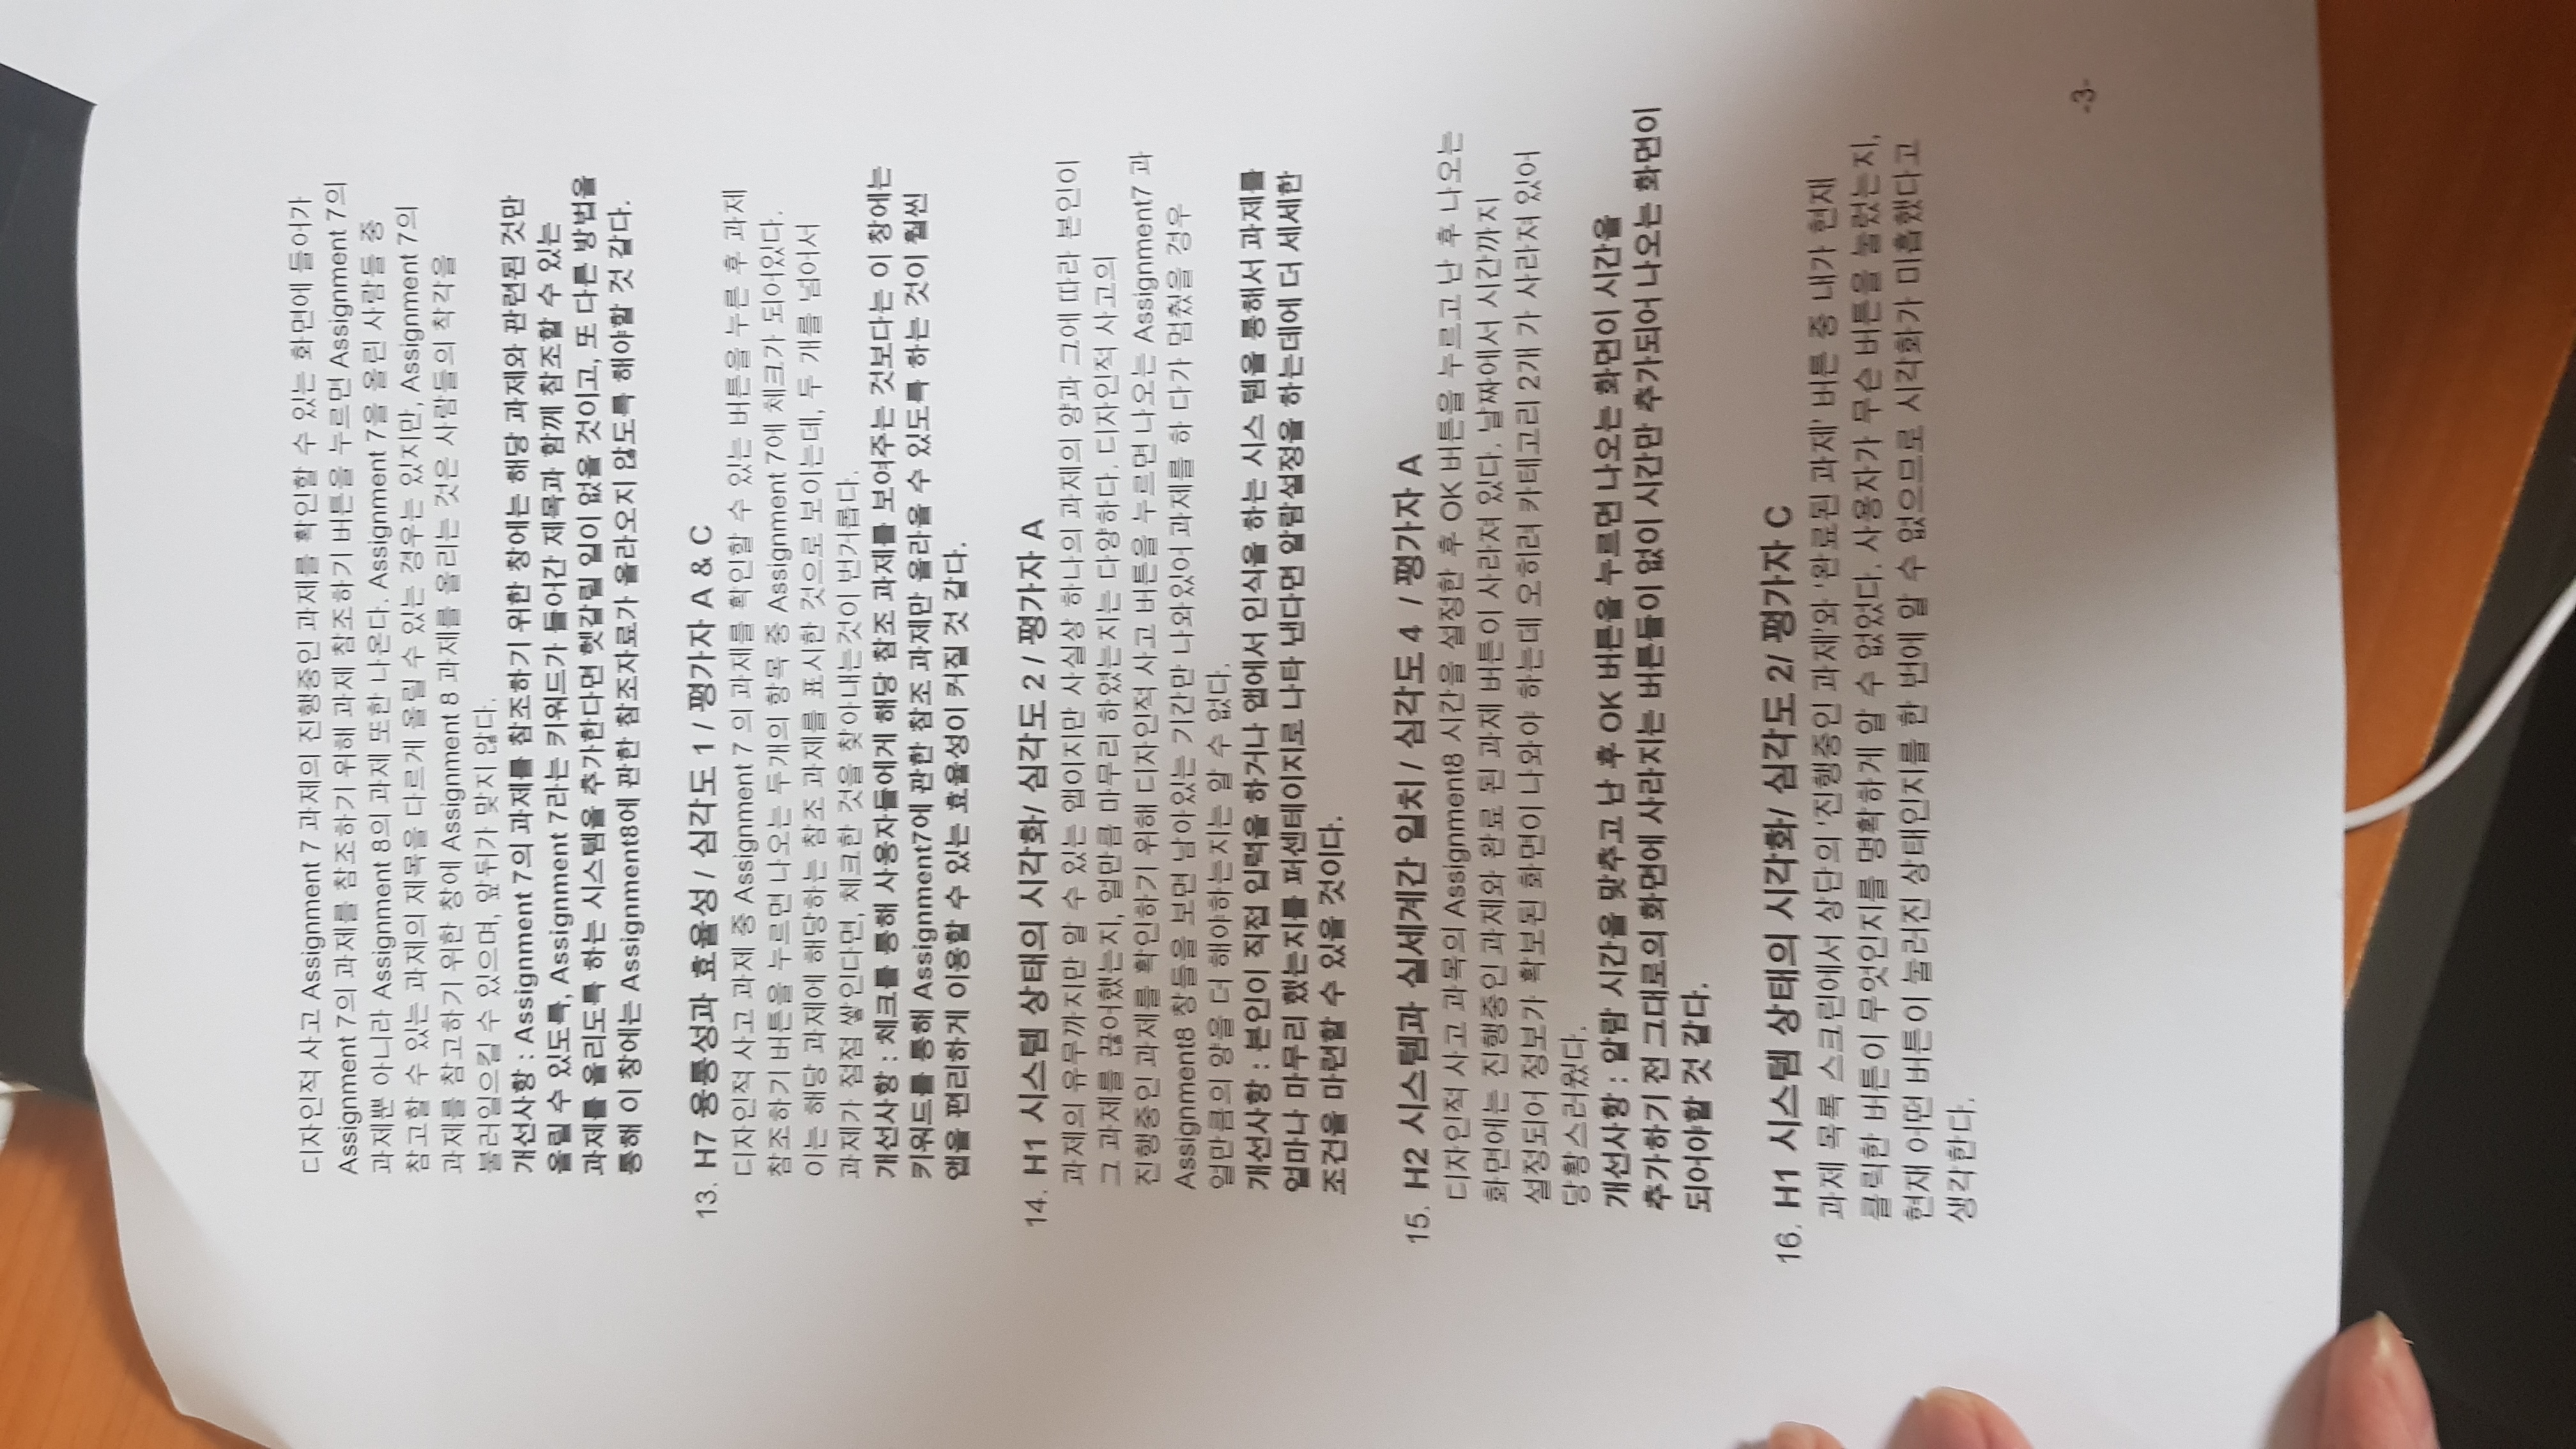 디자인적 사고 Assignment 7 과제의 진행중인 과제를 확인할 수 있는 화면에 들어가
Assignment 7의 과제를 참조하기 위해 과제 참조하기 버튼을 누르면 Assignment 7의
과제뿐 아니라 Assignment 8의 과제 또한 나온다. Assignment 7을 올린 사람들 중
참고할 수 있는 과제의 제목을 다르게 올릴 수 있는 경우는 있지만, Assignment 7의
과제를 참고하기 위한 창에 Assignment 8 과제를 올리는 것은 사람들의 착각을
불러일으킬 수 있으며, 앞뒤가 맞지 않다.
개선사항 : Assignment 7의 과제를 참조하기 위한 창에는 해당 과제와 관련된 것만
올릴 수 있도록, Assignment 7라는 키워드가 들어간 제목과 함께 참조할 수 있는
과제를 올리도록 하는 시스템을 추가한다면 헷갈릴 일이 없을 것이고, 또 다른 방법을
통해 이 창에는 Assignment8에 관한 참조자료가 올라오지 않도록 해야할 것 같다.
13. H7 융통성과 효율성 / 심각도 1 / 평가자 A & C
디자인적 사고 과제 중 Assignment 7 의 과제를 확인할 수 있는 버튼을 누른 후 과제
참조하기 버튼을 누르면 나오는 두개의 항목 중 Assignment 7에 체크가 되어있다.
이는 해당 과제에 해당하는 참조 과제를 표시한 것으로 보이는데, 두 개를 넘어서
과제가 점점 쌓인다면, 체크한 것을 찾아내는것이 번거롭다.
개선사항 : 체크를 통해 사용자들에게 해당 참조 과제를 보여주는 것보다는 이 창에는
키워드를 통해 Assignment7에 관한 참조 과제만 올라올 수 있도록 하는 것이 훨씬
앱을 편리하게 이용할 수 있는 효율성이 커질 것 같다.
14. H1 시스템 상태의 시각화/ 심각도 2 / 평가자 A
과제의 유무까지만 알 수 있는 앱이지만 사실상 하나의 과제의 양과 그에 따라 본인이
그 과제를 끊어했는지, 얼만큼 마무리 하였는지는 다양하다. 디자인적 사고의
진행중인 과제를 확인하기 위해 디자인적 사고 버튼을 누르면 나오는 Assignment7 과
Assignment8 창들을 보면 남아있는 기간만 나와있어 과제를 하 다가 멈췄을 경우
얼만큼의 양을 더 해야하는지는 알 수 없다.
개선사항 : 본인이 직접 입력을 하거나 앱에서 인식을 하는 시스 템을 통해서 과제를
얼마나 마무리 했는지를 퍼센테이지로 나타 낸다면 알람설정을 하는데에 더 세세한
조건을 마련할 수 있을 것이다.
15. H2 시스템과 실세계간 일치 / 심각도 4 / 평가자 A
디자인적 사고 과목의 Assignment8 시간을 설정한 후 OK 버튼을 누르고 난 후 나오는
화면에는 진행중인 과제와 완료 된 과제 버튼이 사라져 있다. 날짜에서 시간까지
설정되어 정보가 확보된 화면이 나와야 하는데 오히려 카테고리 2개 가 사라져 있어
당황스러웠다.
개선사항 : 알람 시간을 맞추고 난 후 OK 버튼을 누르면 나오는 화면이 시간을
추가하기 전 그대로의 화면에 사라지는 버튼들이 없이 시간만 추가되어 나오는 화면이
되어야할 것 같다.
16. H1 시스템 상태의 시각화/ 심각도 2/ 평가자 C
과제 목록 스크린에서 상단의 '진행중인 과제'와 '완료된 과제' 버튼 중 내가 현재
클릭한 버튼이 무엇인지를 명확하게 알 수 없었다. 사용자가 무슨 버튼을 눌렀는지,
현재 어떤 버튼이 눌러진 상태인지를 한 번에 알 수 없으므로 시각화가 미흡했다고
생각한다.
-3-